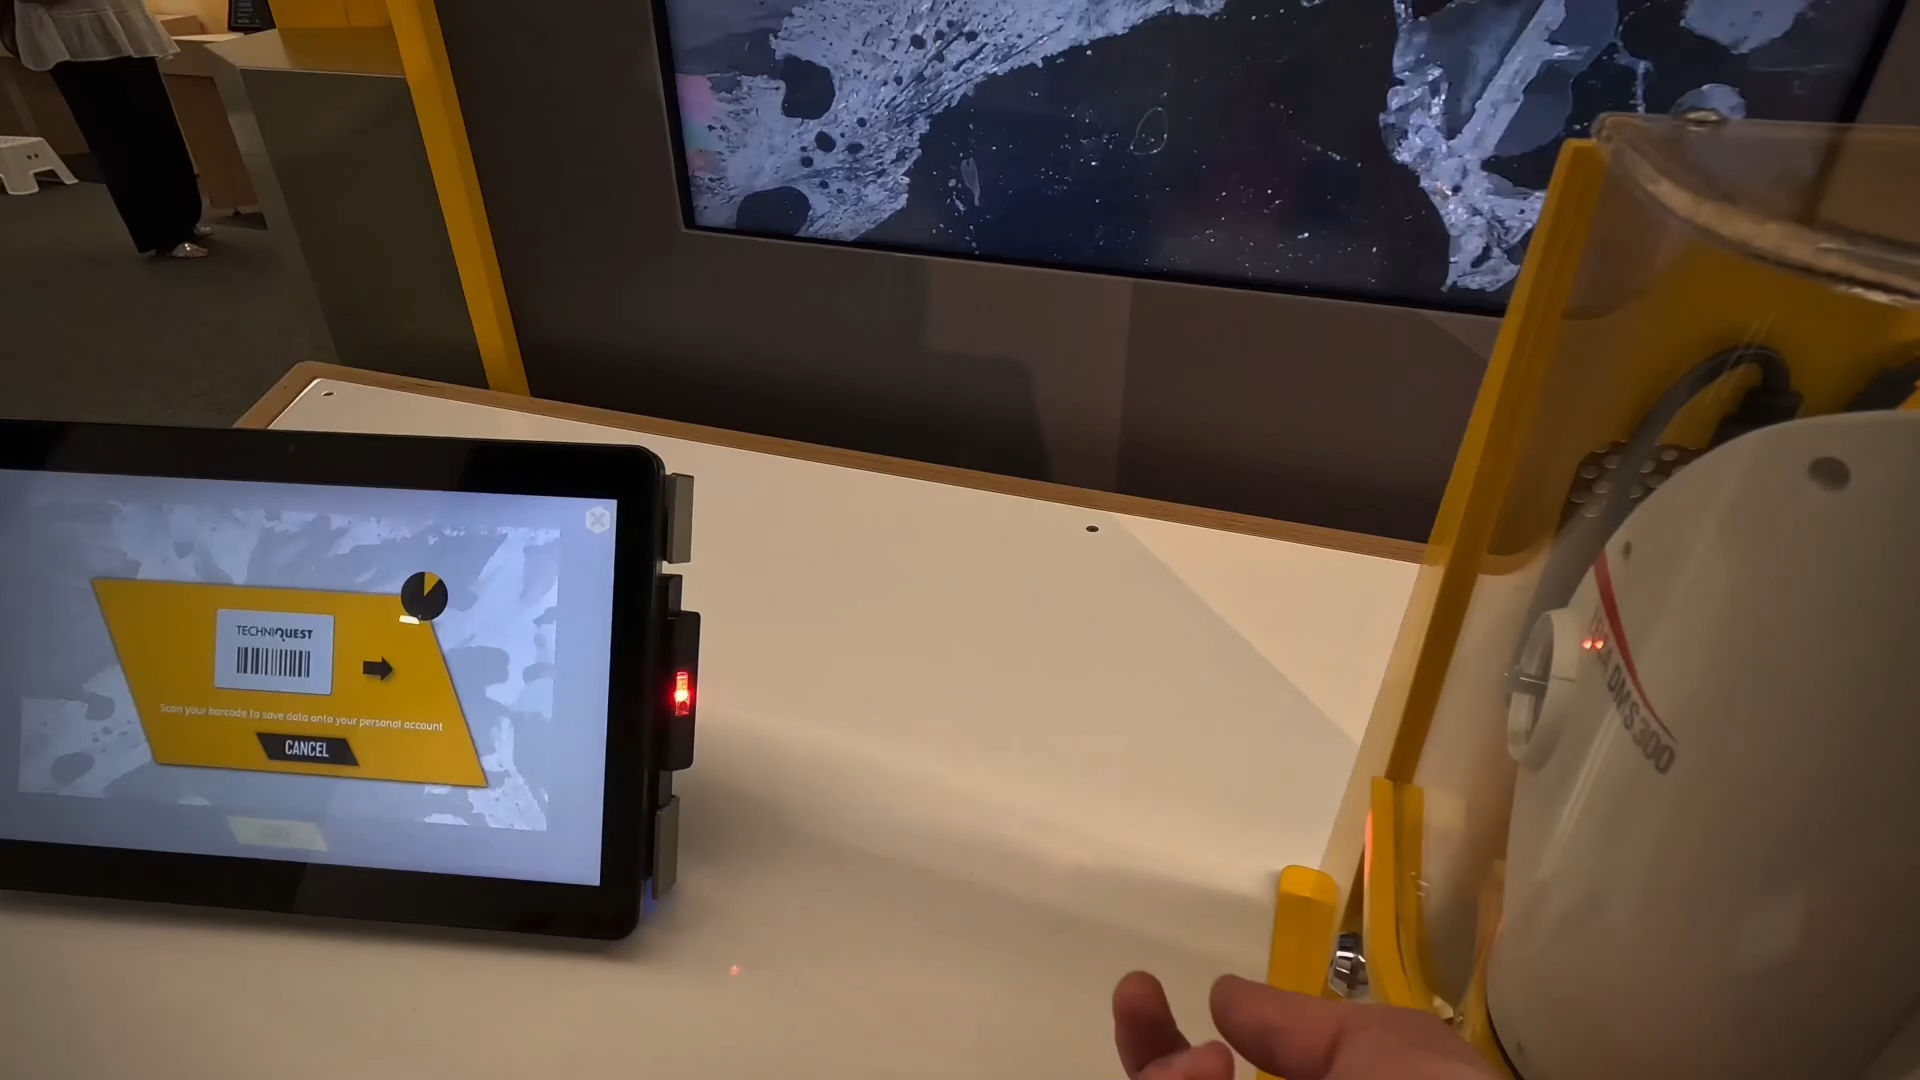 TECHNIQUEST
Scan your barcode to save data onto your personal account
CANCEL
DMS300